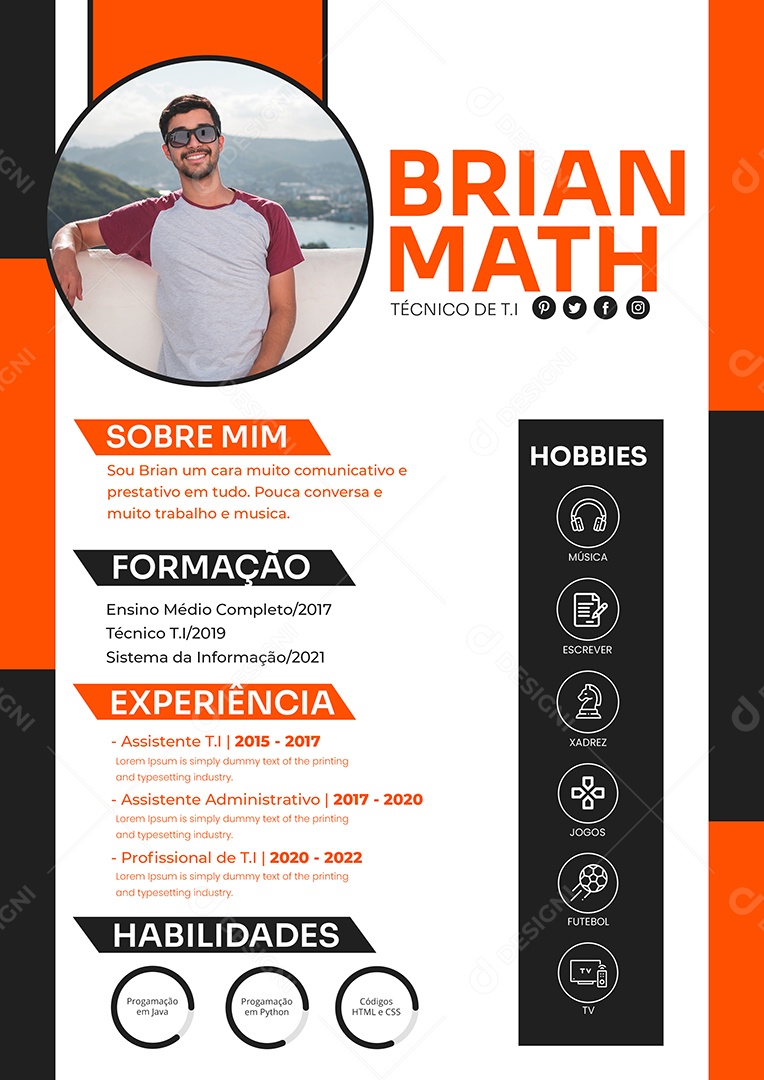 BRIAN
MATH
TÉCNICO DE T.I
SOBRE MIM
Sou Brian um cara muito comunicativo e
prestativo em tudo. Pouca conversa e
muito trabalho e musica.
FORMAÇÃO
Ensino Médio Completo/2017
Técnico T.I/2019
Sistema da Informação/2021
EXPERIÊNCIA
- Assistente T.I | 2015 - 2017
Lorem Ipsum is simply dummy text of the printing
and typesetting industry.
- Assistente Administrativo | 2017 - 2020
Lorem Ipsum is simply dummy text of the printing
and typesetting industry.
- Profissional de T.I | 2020 - 2022
Lorem Ipsum is simply dummy text of the printing
and typesetting industry.
HABILIDADES
Progamação
em Java
Progamação
em Python
Códigos
HTML e CSS
HOBBIES
MÚSICA
ESCREVER
XADREZ
JOGOS
FUTEBOL
TV
TV
DESIGNI